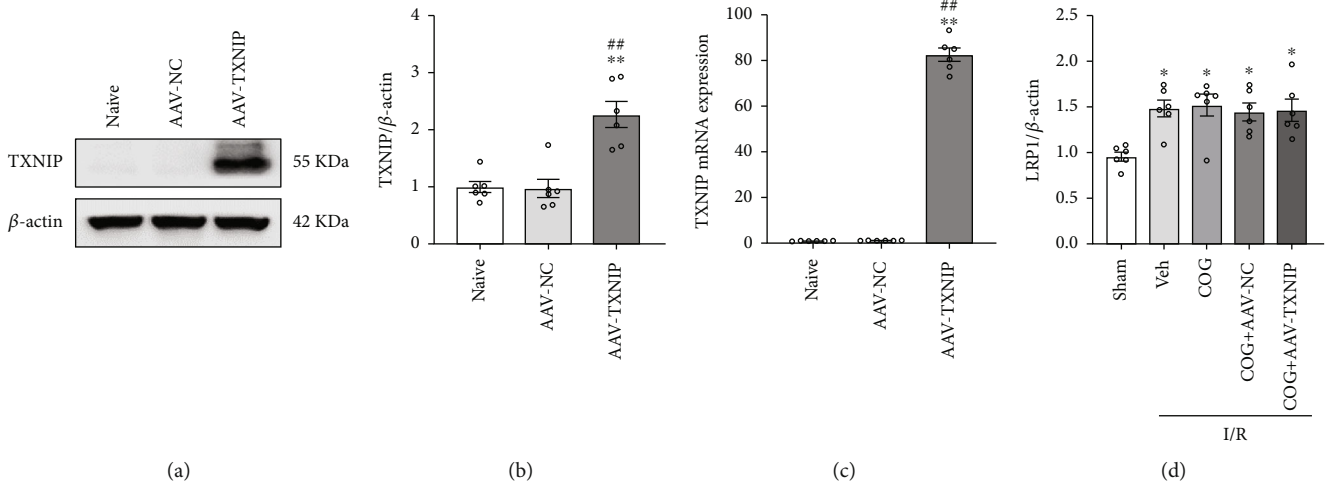 Naive
AAV-NC
AAV-TXNIP
TXNIP
55 KDa
β-actin
42 KDa
(a)
TXNIP/β-actin
4
3
2
1
0
##
**
Naive
AAV-NC
AAV-TXNIP
(b)
TXNIP mRNA expression
100
80
60
40
20
0
##
**
Naive
AAV-NC
AAV-TXNIP
(c)
LRP1/β-actin
2.5
2.0
1.5
1.0
0.5
0.0
* * * *
Sham
Veh
COG
COG+AAV-NC
COG+AAV-TXNIP
I/R
(d)